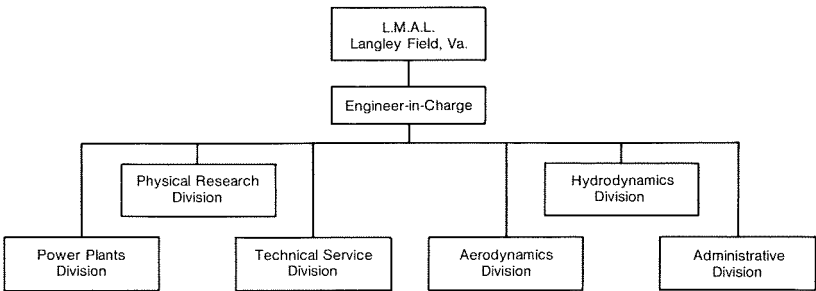 L.M.A.L.
Langley Field, Va.
Engineer-in-Charge
Physical Research
Division
Hydrodynamics
Division
Power Plants
Division
Technical Service
Division
Aerodynamics
Division
Administrative
Division